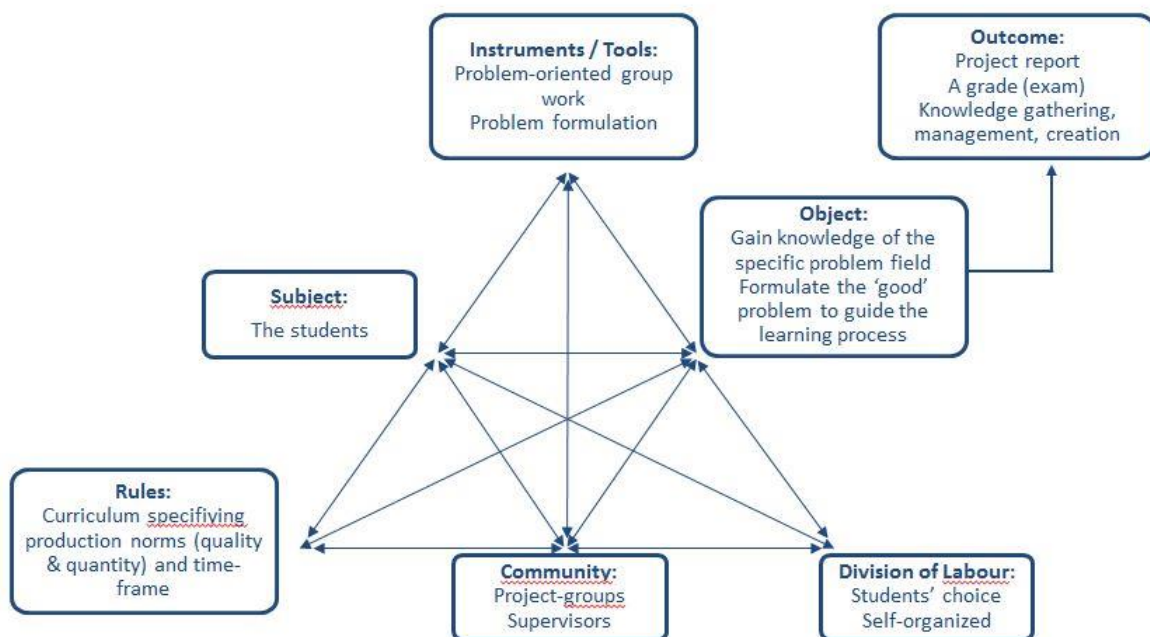 Instruments / Tools:
Problem-oriented group
work
Problem formulation
Outcome:
Project report
A grade (exam)
Knowledge gathering,
management, creation
Object:
Gain knowledge of the
specific problem field
Formulate the ‘good’
problem to guide the
learning process
Subject:
The students
Rules:
Curriculum specifiying
production norms (quality
& quantity) and time-
frame
Community:
Project-groups
Supervisors
Division of Labour:
Students’ choice
Self-organized